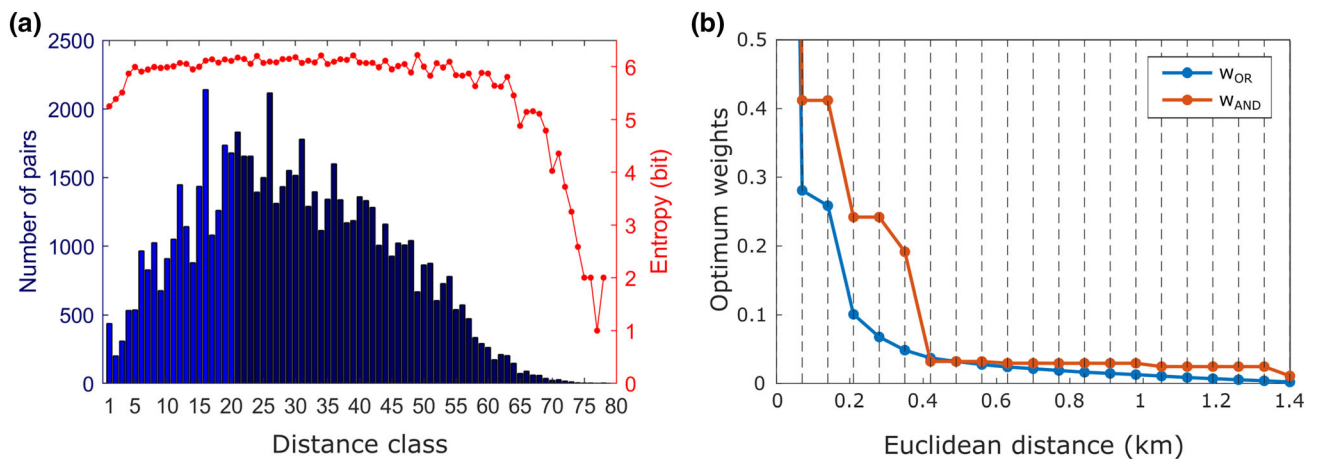 (a)
2500
2000
1500
1000
500
0
Number of pairs
6
5
4
3
2
1
0
Entropy (bit)
1 5 10 15 20 25 30 35 40 45 50 55 60 65 70 75 80
Distance class
(b)
0.5
0.4
0.3
0.2
0.1
0
Optimum weights
wOR
wAND
0 0.2 0.4 0.6 0.8 1 1.2 1.4
Euclidean distance (km)